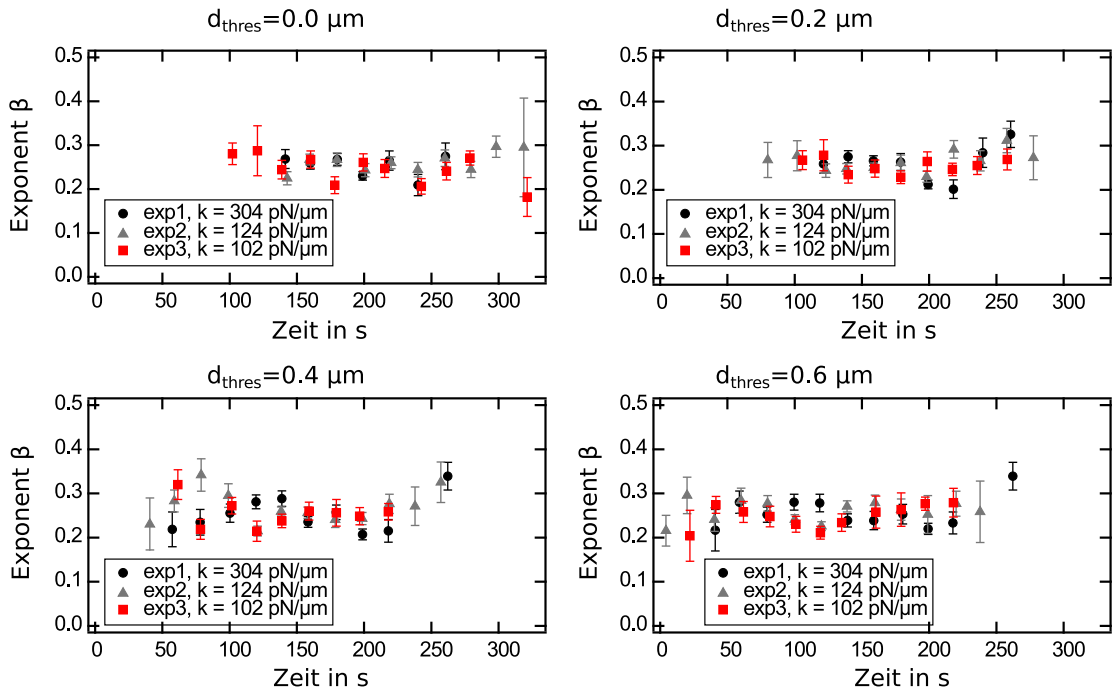 d_thres=0.0 µm
0.5
0.4
0.3
0.2
0.1
0.0
Exponent β
exp1, k = 304 pN/µm
exp2, k = 124 pN/µm
exp3, k = 102 pN/µm
0 50 100 150 200 250 300
Zeit in s
d_thres=0.2 µm
0.5
0.4
0.3
0.2
0.1
0.0
Exponent β
exp1, k = 304 pN/µm
exp2, k = 124 pN/µm
exp3, k = 102 pN/µm
0 50 100 150 200 250 300
Zeit in s
d_thres=0.4 µm
0.5
0.4
0.3
0.2
0.1
0.0
Exponent β
exp1, k = 304 pN/µm
exp2, k = 124 pN/µm
exp3, k = 102 pN/µm
0 50 100 150 200 250 300
Zeit in s
d_thres=0.6 µm
0.5
0.4
0.3
0.2
0.1
0.0
Exponent β
exp1, k = 304 pN/µm
exp2, k = 124 pN/µm
exp3, k = 102 pN/µm
0 50 100 150 200 250 300
Zeit in s